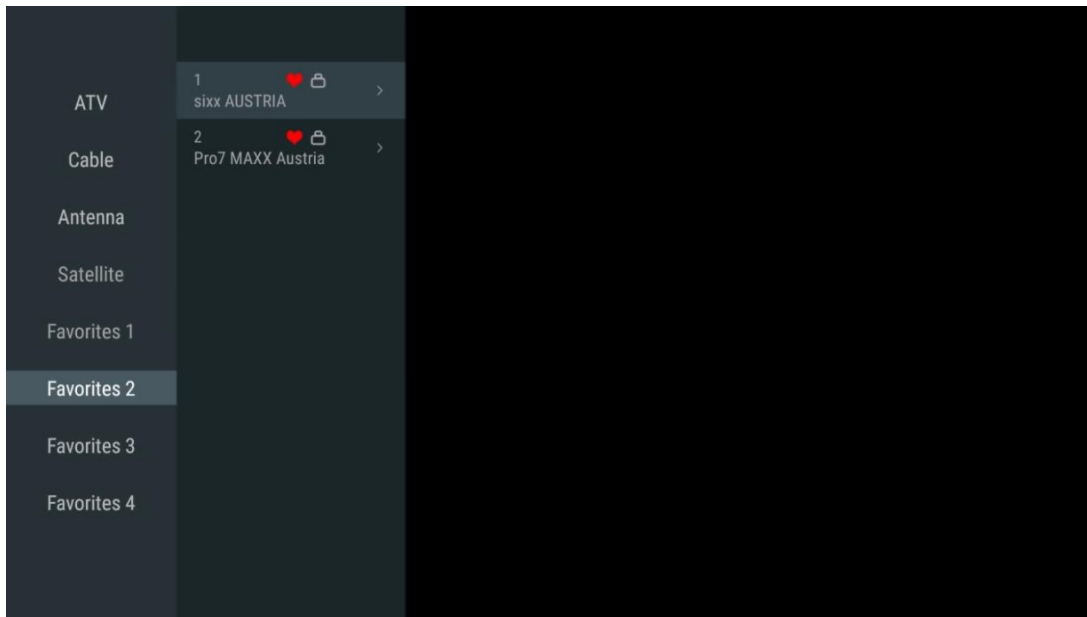 ATV
Cable
Antenna
Satellite
Favorites 1
Favorites 2
Favorites 3
Favorites 4
1
sixx AUSTRIA
2
Pro7 MAXX Austria